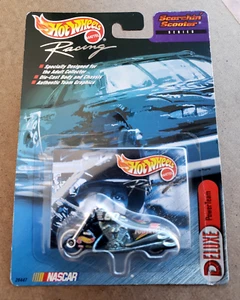 HOT WHEELS
MATTEL
Racing
Scorchin'
Scooter
SERIES
Specially Designed for
the Adult Collector
Die-Cast Body and Chassis
Authentic Team Graphics
HOT WHEELS
DELUXE
NASCAR